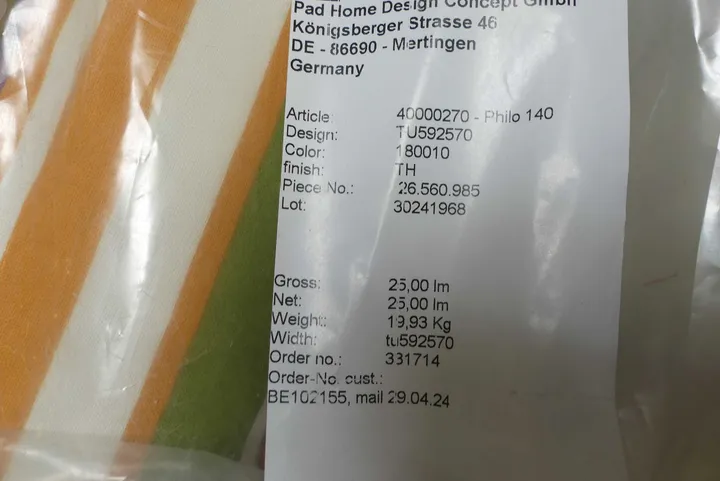 Pad Home Design Concept GmbH
Königsberger Strasse 46
DE - 86690 - Mertingen
Germany
Article: 40000270 - Philo 140
Design: TU592570
Color: 180010
finish: TH
Piece No.: 26.560.985
Lot: 30241968
Gross: 25,00 lm
Net: 25,00 lm
Weight: 19,93 Kg
Width: tu592570
Order no.: 331714
Order-No. cust.:
BE102155, mail 29.04.24